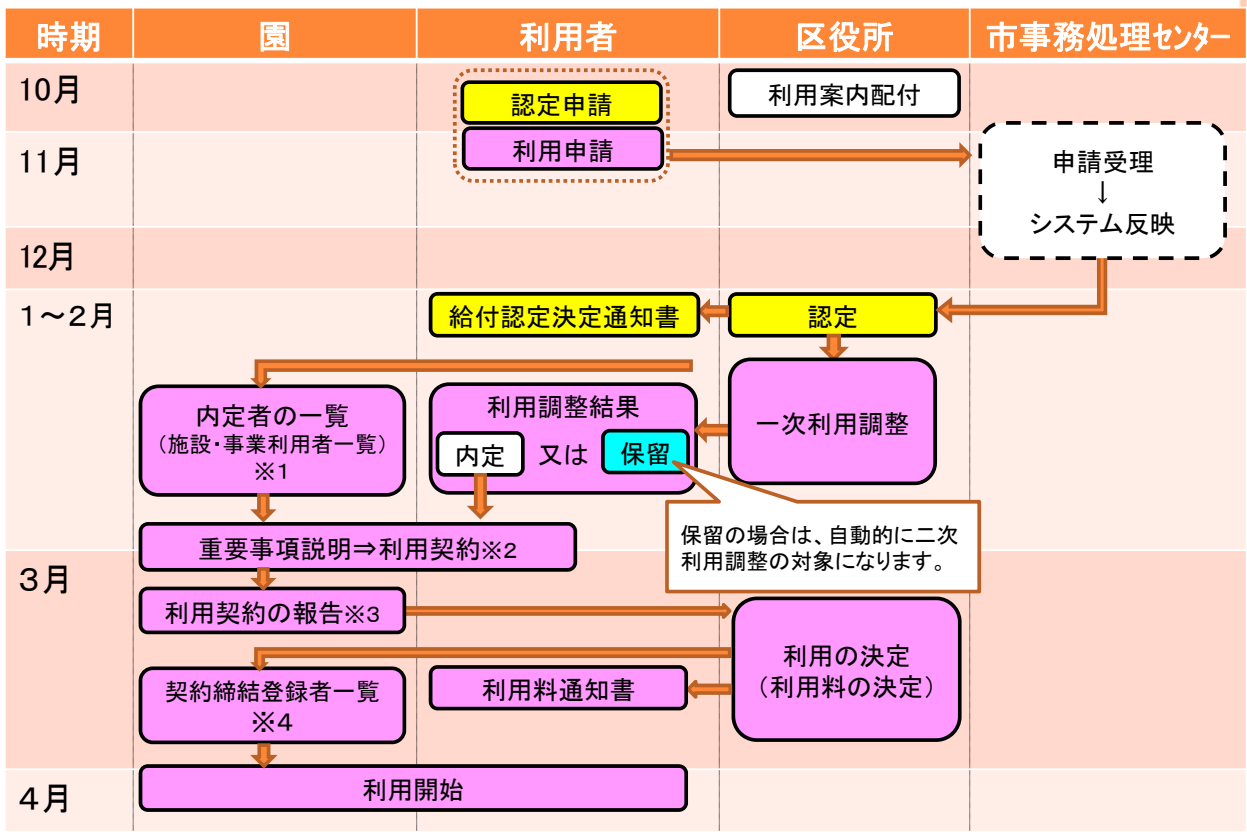 時期
園
利用者
区役所
市事務処理センター
10月
認定申請
利用案内配付
11月
利用申請
申請受理
↓
システム反映
12月
1～2月
給付認定決定通知書
認定
内定者の一覧
（施設・事業利用者一覧）
※1
利用調整結果
内定 又は 保留
一次利用調整
保留の場合は、自動的に二次
利用調整の対象になります。
重要事項説明⇒利用契約※2
3月
利用契約の報告※3
利用の決定
（利用料の決定）
契約締結登録者一覧
※4
利用料通知書
4月
利用開始